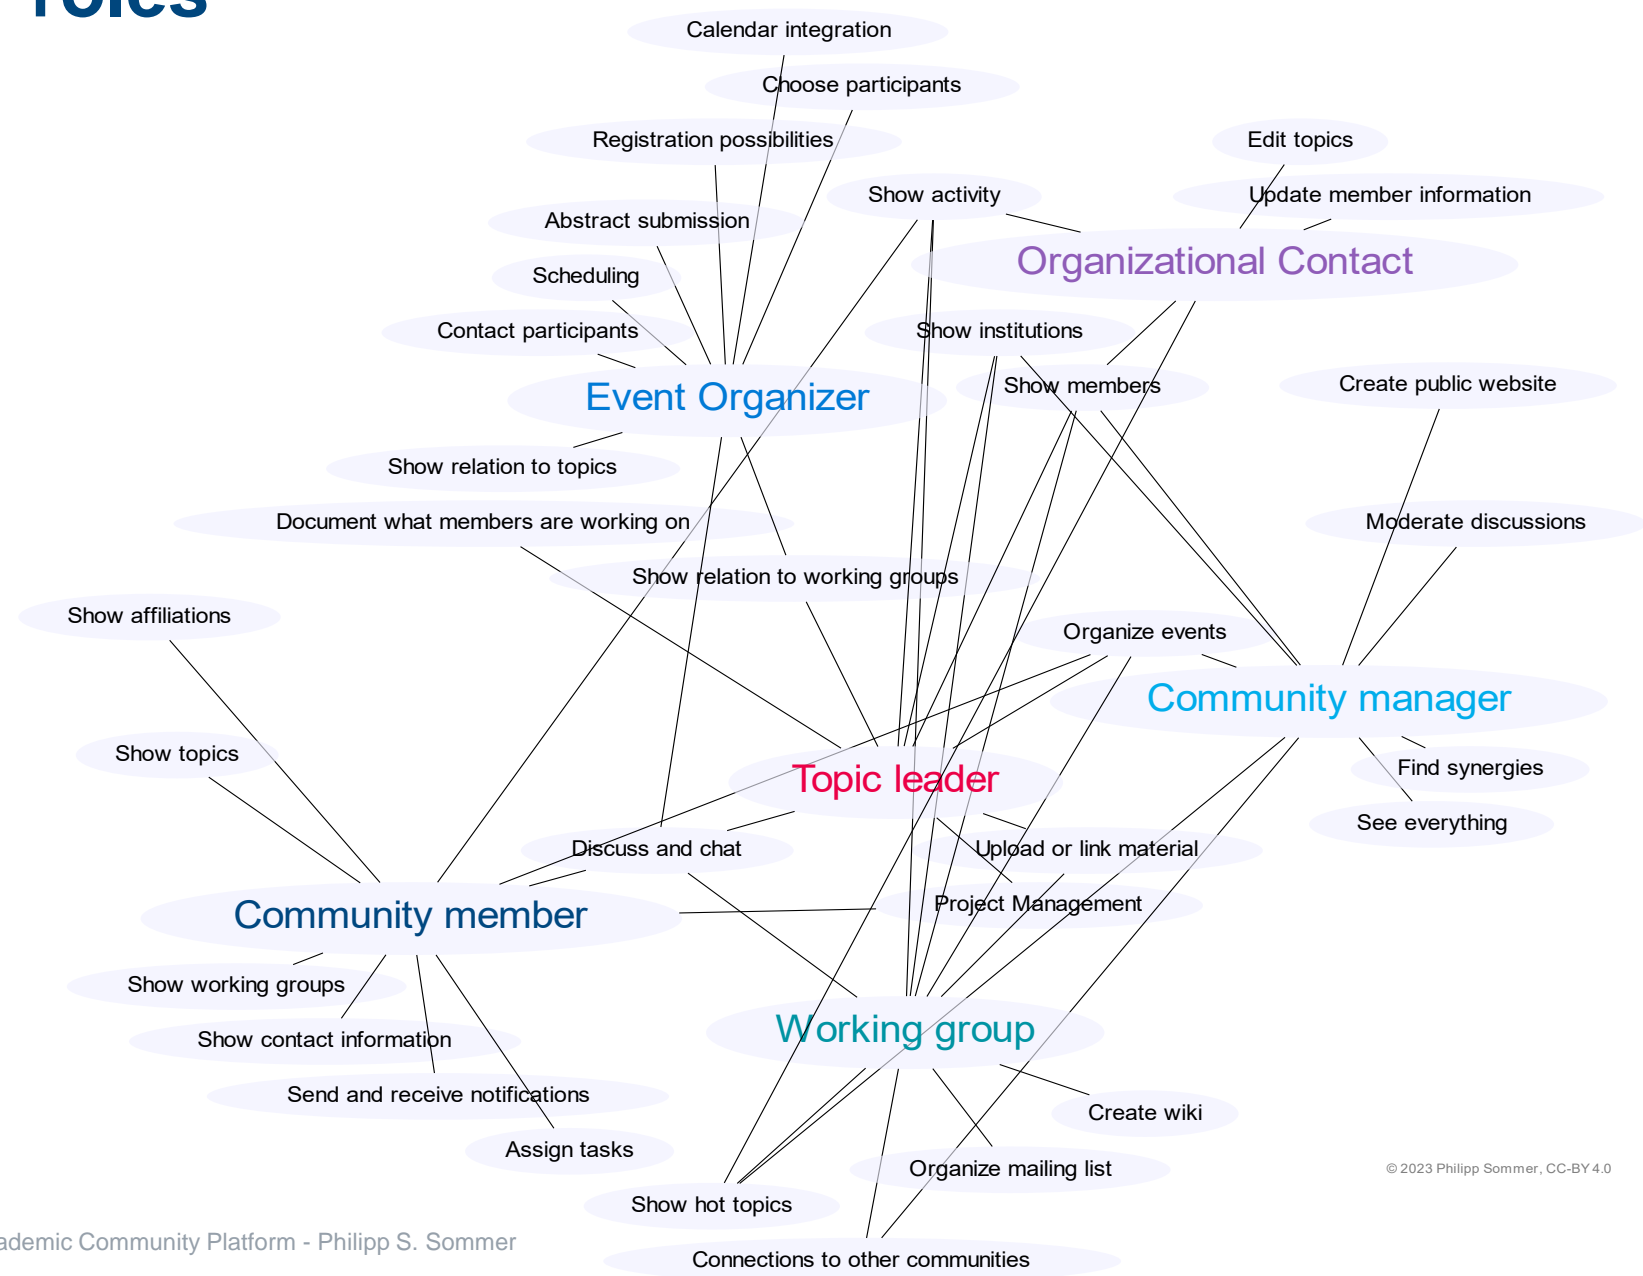 roles
Calendar integration
Choose participants
Registration possibilities
Edit topics
Show activity
Update member information
Abstract submission
Organizational Contact
Scheduling
Contact participants
Show institutions
Show members
Create public website
Event Organizer
Show relation to topics
Document what members are working on
Moderate discussions
Show relation to working groups
Show affiliations
Organize events
Community manager
Show topics
Find synergies
Topic leader
See everything
Discuss and chat
Upload or link material
Project Management
Community member
Show working groups
Working group
Show contact information
Send and receive notifications
Create wiki
Assign tasks
Organize mailing list
© 2023 Philipp Sommer, CC-BY 4.0
Show hot topics
ademic Community Platform - Philipp S. Sommer
Connections to other communities